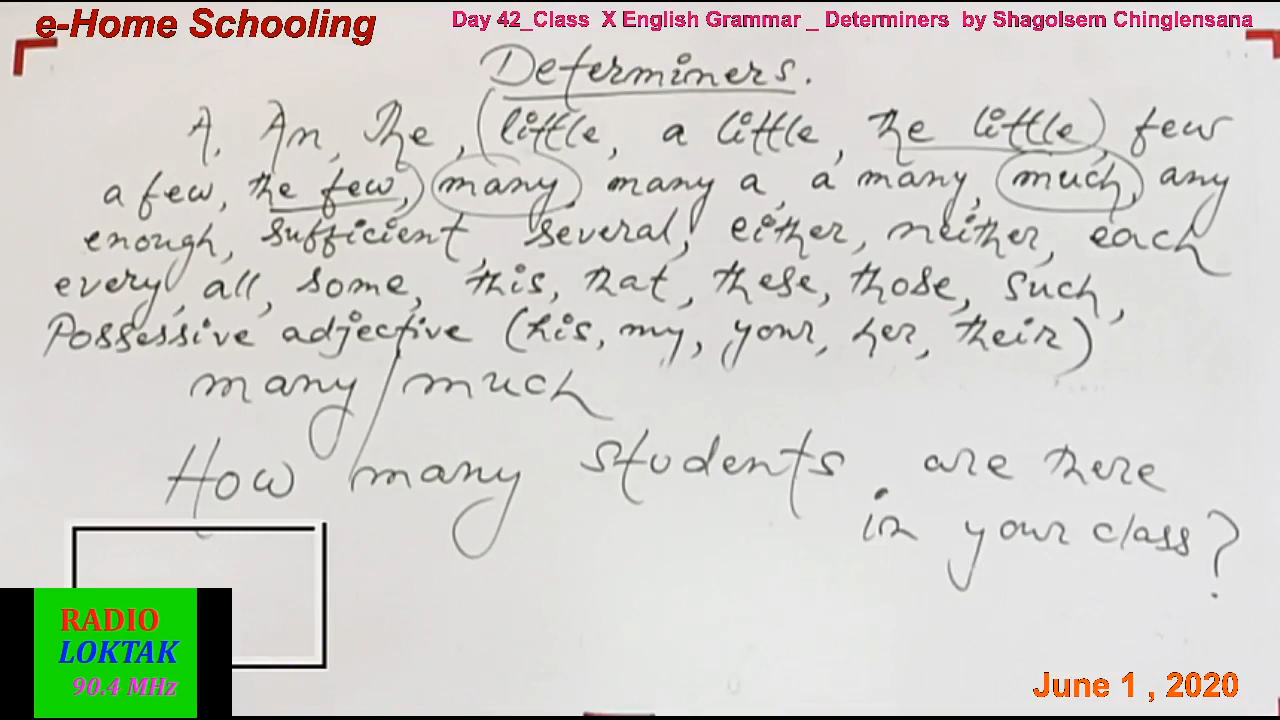 e-Home Schooling
Day 42_Class X English Grammar _ Determiners by Shagolsem Chinglensana
Determiners.
A, An, The, (little, a little, the little), few
a few, the few,) many, many a, a many, much, any
enough, sufficient, several, either, neither, each
every, all, some, this, that, these, those, such,
Possessive adjective (his, my, your, her, their)
many/much
How many students are there
in your class?
RADIO
LOKTAK
90.4 MHz
June 1 , 2020